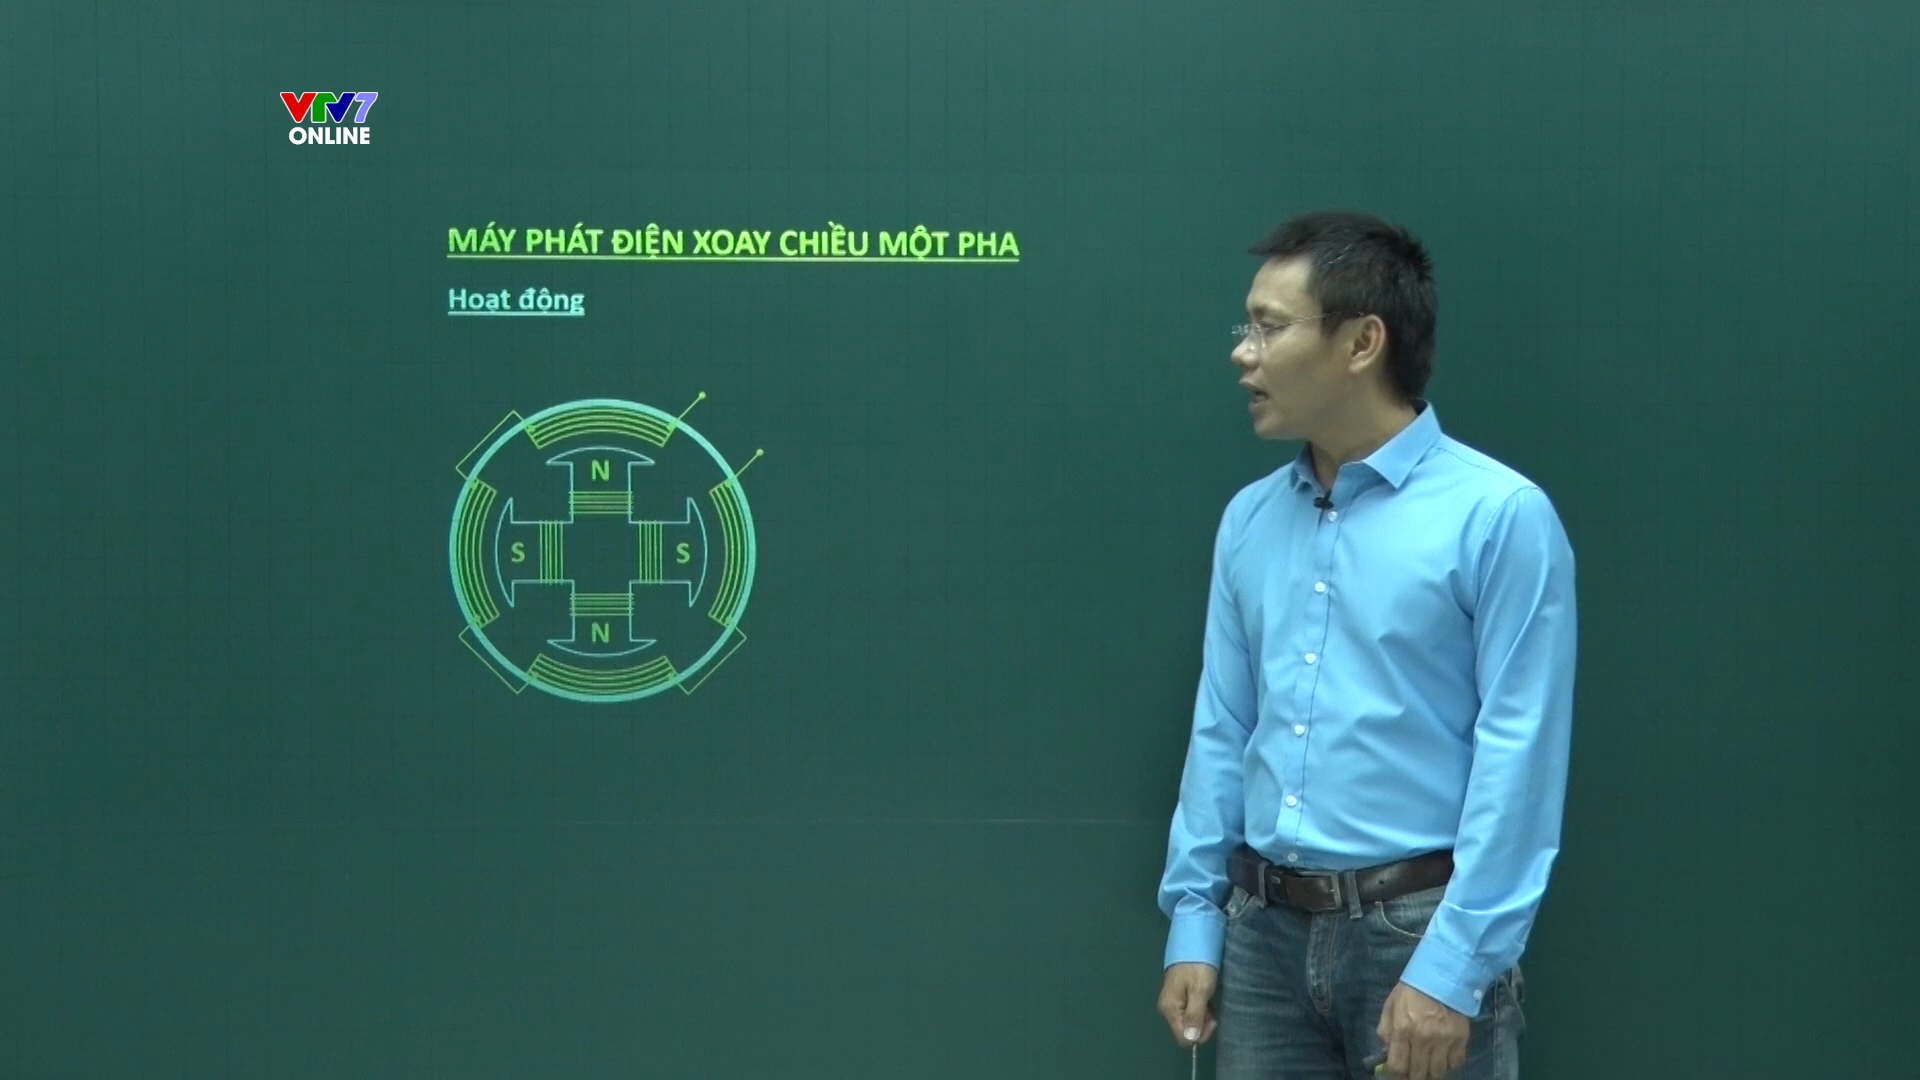 VTV7
ONLINE
MÁY PHÁT ĐIỆN XOAY CHIỀU MỘT PHA
Hoạt động
N
S
S
N